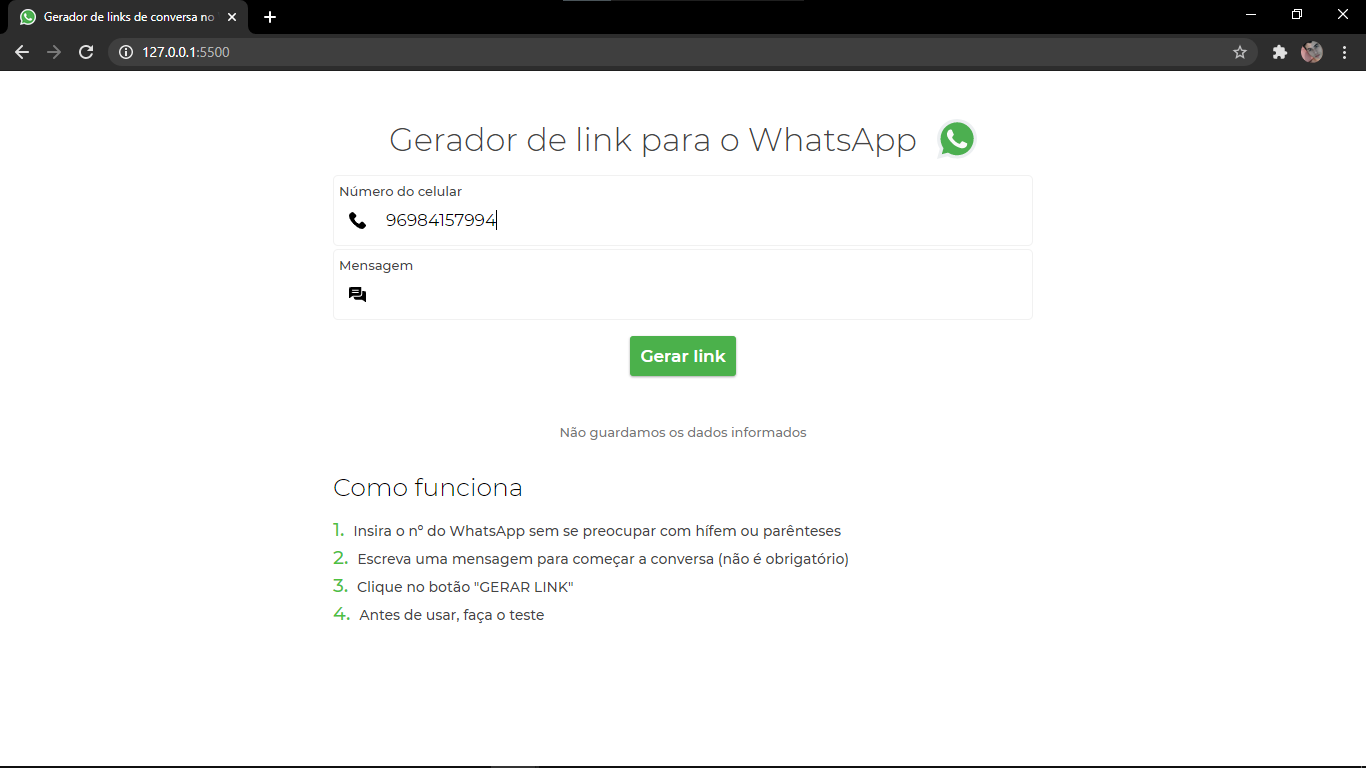 Gerador de links de conversa no
127.0.0.1:5500
Gerador de link para o WhatsApp
Número do celular
96984157994
Mensagem
Gerar link
Não guardamos os dados informados
Como funciona
1. Insira o nº do WhatsApp sem se preocupar com hífem ou parênteses
2. Escreva uma mensagem para começar a conversa (não é obrigatório)
3. Clique no botão "GERAR LINK"
4. Antes de usar, faça o teste